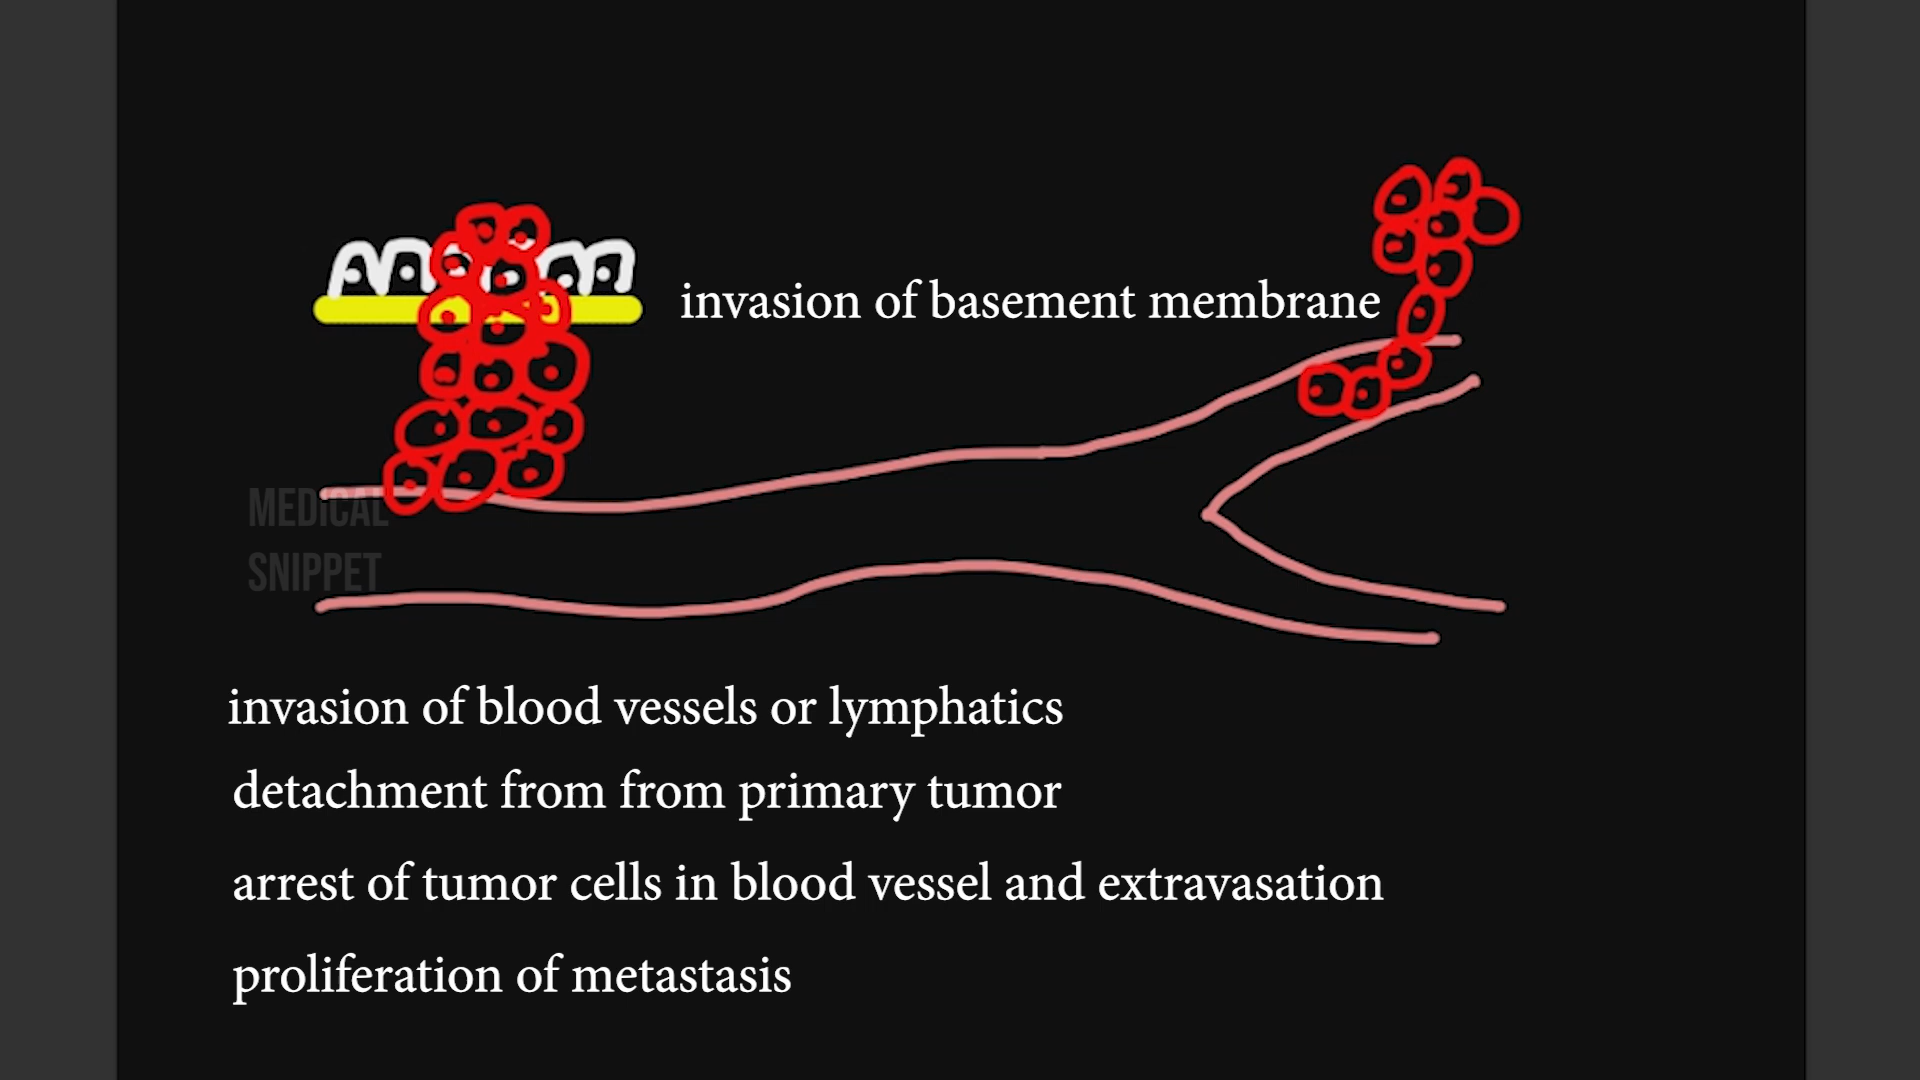 invasion of basement membrane
MEDICAL
SNIPPET
invasion of blood vessels or lymphatics
detachment from from primary tumor
arrest of tumor cells in blood vessel and extravasation
proliferation of metastasis